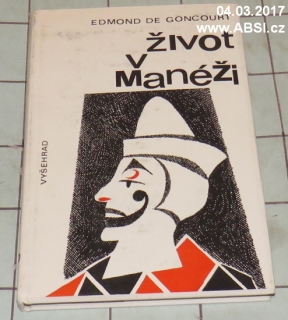 04.03.2017
www.ABSI.cz
EDMOND DE GONCOURT
život
v
manéži
VYŠEHRAD